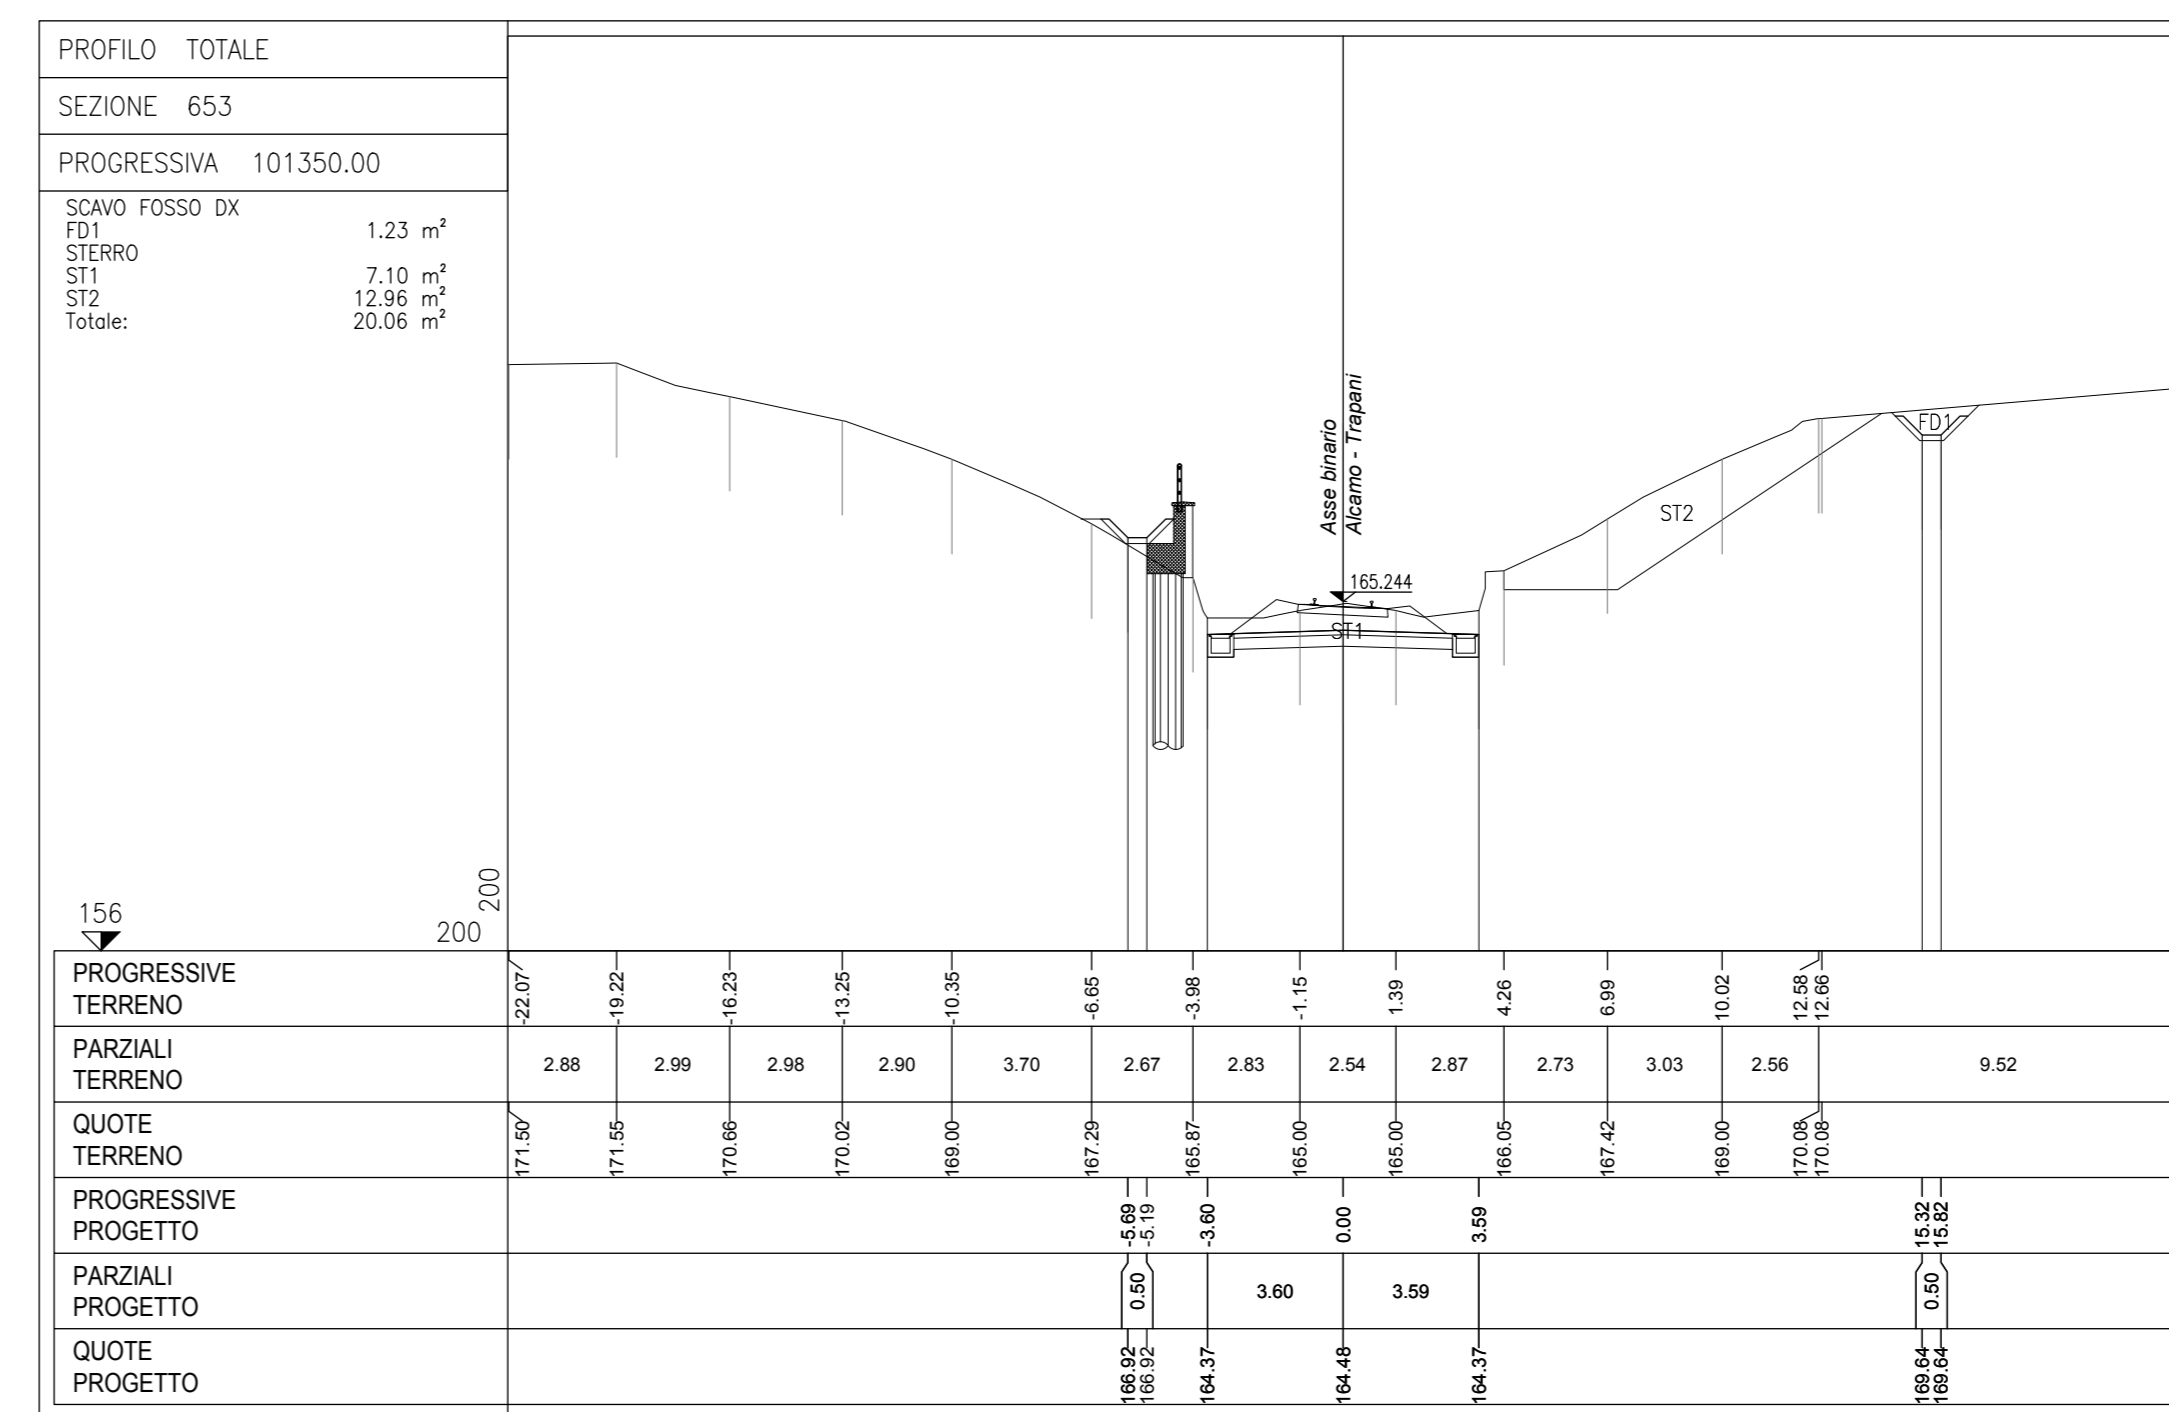 PROFILO TOTALE
SEZIONE 653
PROGRESSIVA 101350.00
SCAVO FOSSO DX
FD1 1.23 m²
STERRO
ST1 7.10 m²
ST2 12.96 m²
Totale: 20.06 m²
Asse binario
Alcamo - Trapani
165.244
ST1
ST2
FD1
156
200
200
PROGRESSIVE
TERRENO
-22.07 -19.22 -16.23 -13.25 -10.35 -6.65 -3.98 -1.15 1.39 4.26 6.99 10.02 12.58 12.66
PARZIALI
TERRENO
2.88 2.99 2.98 2.90 3.70 2.67 2.83 2.54 2.87 2.73 3.03 2.56 9.52
QUOTE
TERRENO
171.50 171.55 170.66 170.02 169.00 167.29 165.87 165.00 165.00 166.05 167.42 169.00 170.08 170.08
PROGRESSIVE
PROGETTO
-5.69 -5.19 -3.60 0.00 3.59 15.32 15.82
PARZIALI
PROGETTO
0.50 3.60 3.59 0.50
QUOTE
PROGETTO
166.92 166.92 164.37 164.48 164.37 169.64 169.64